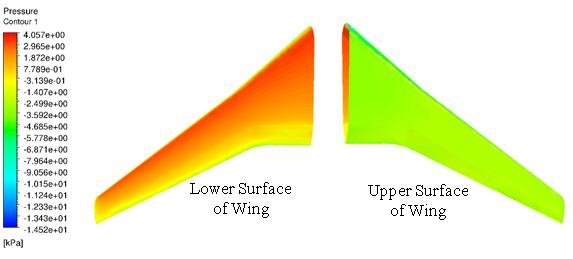 Pressure
Contour 1
4.057e+00
2.965e+00
1.872e+00
7.789e-01
-3.139e-01
-1.407e+00
-2.499e+00
-3.592e+00
-4.685e+00
-5.778e+00
-6.871e+00
-7.964e+00
-9.056e+00
-1.015e+01
-1.124e+01
-1.233e+01
-1.343e+01
-1.452e+01
[kPa]
Lower Surface
of Wing
Upper Surface
of Wing